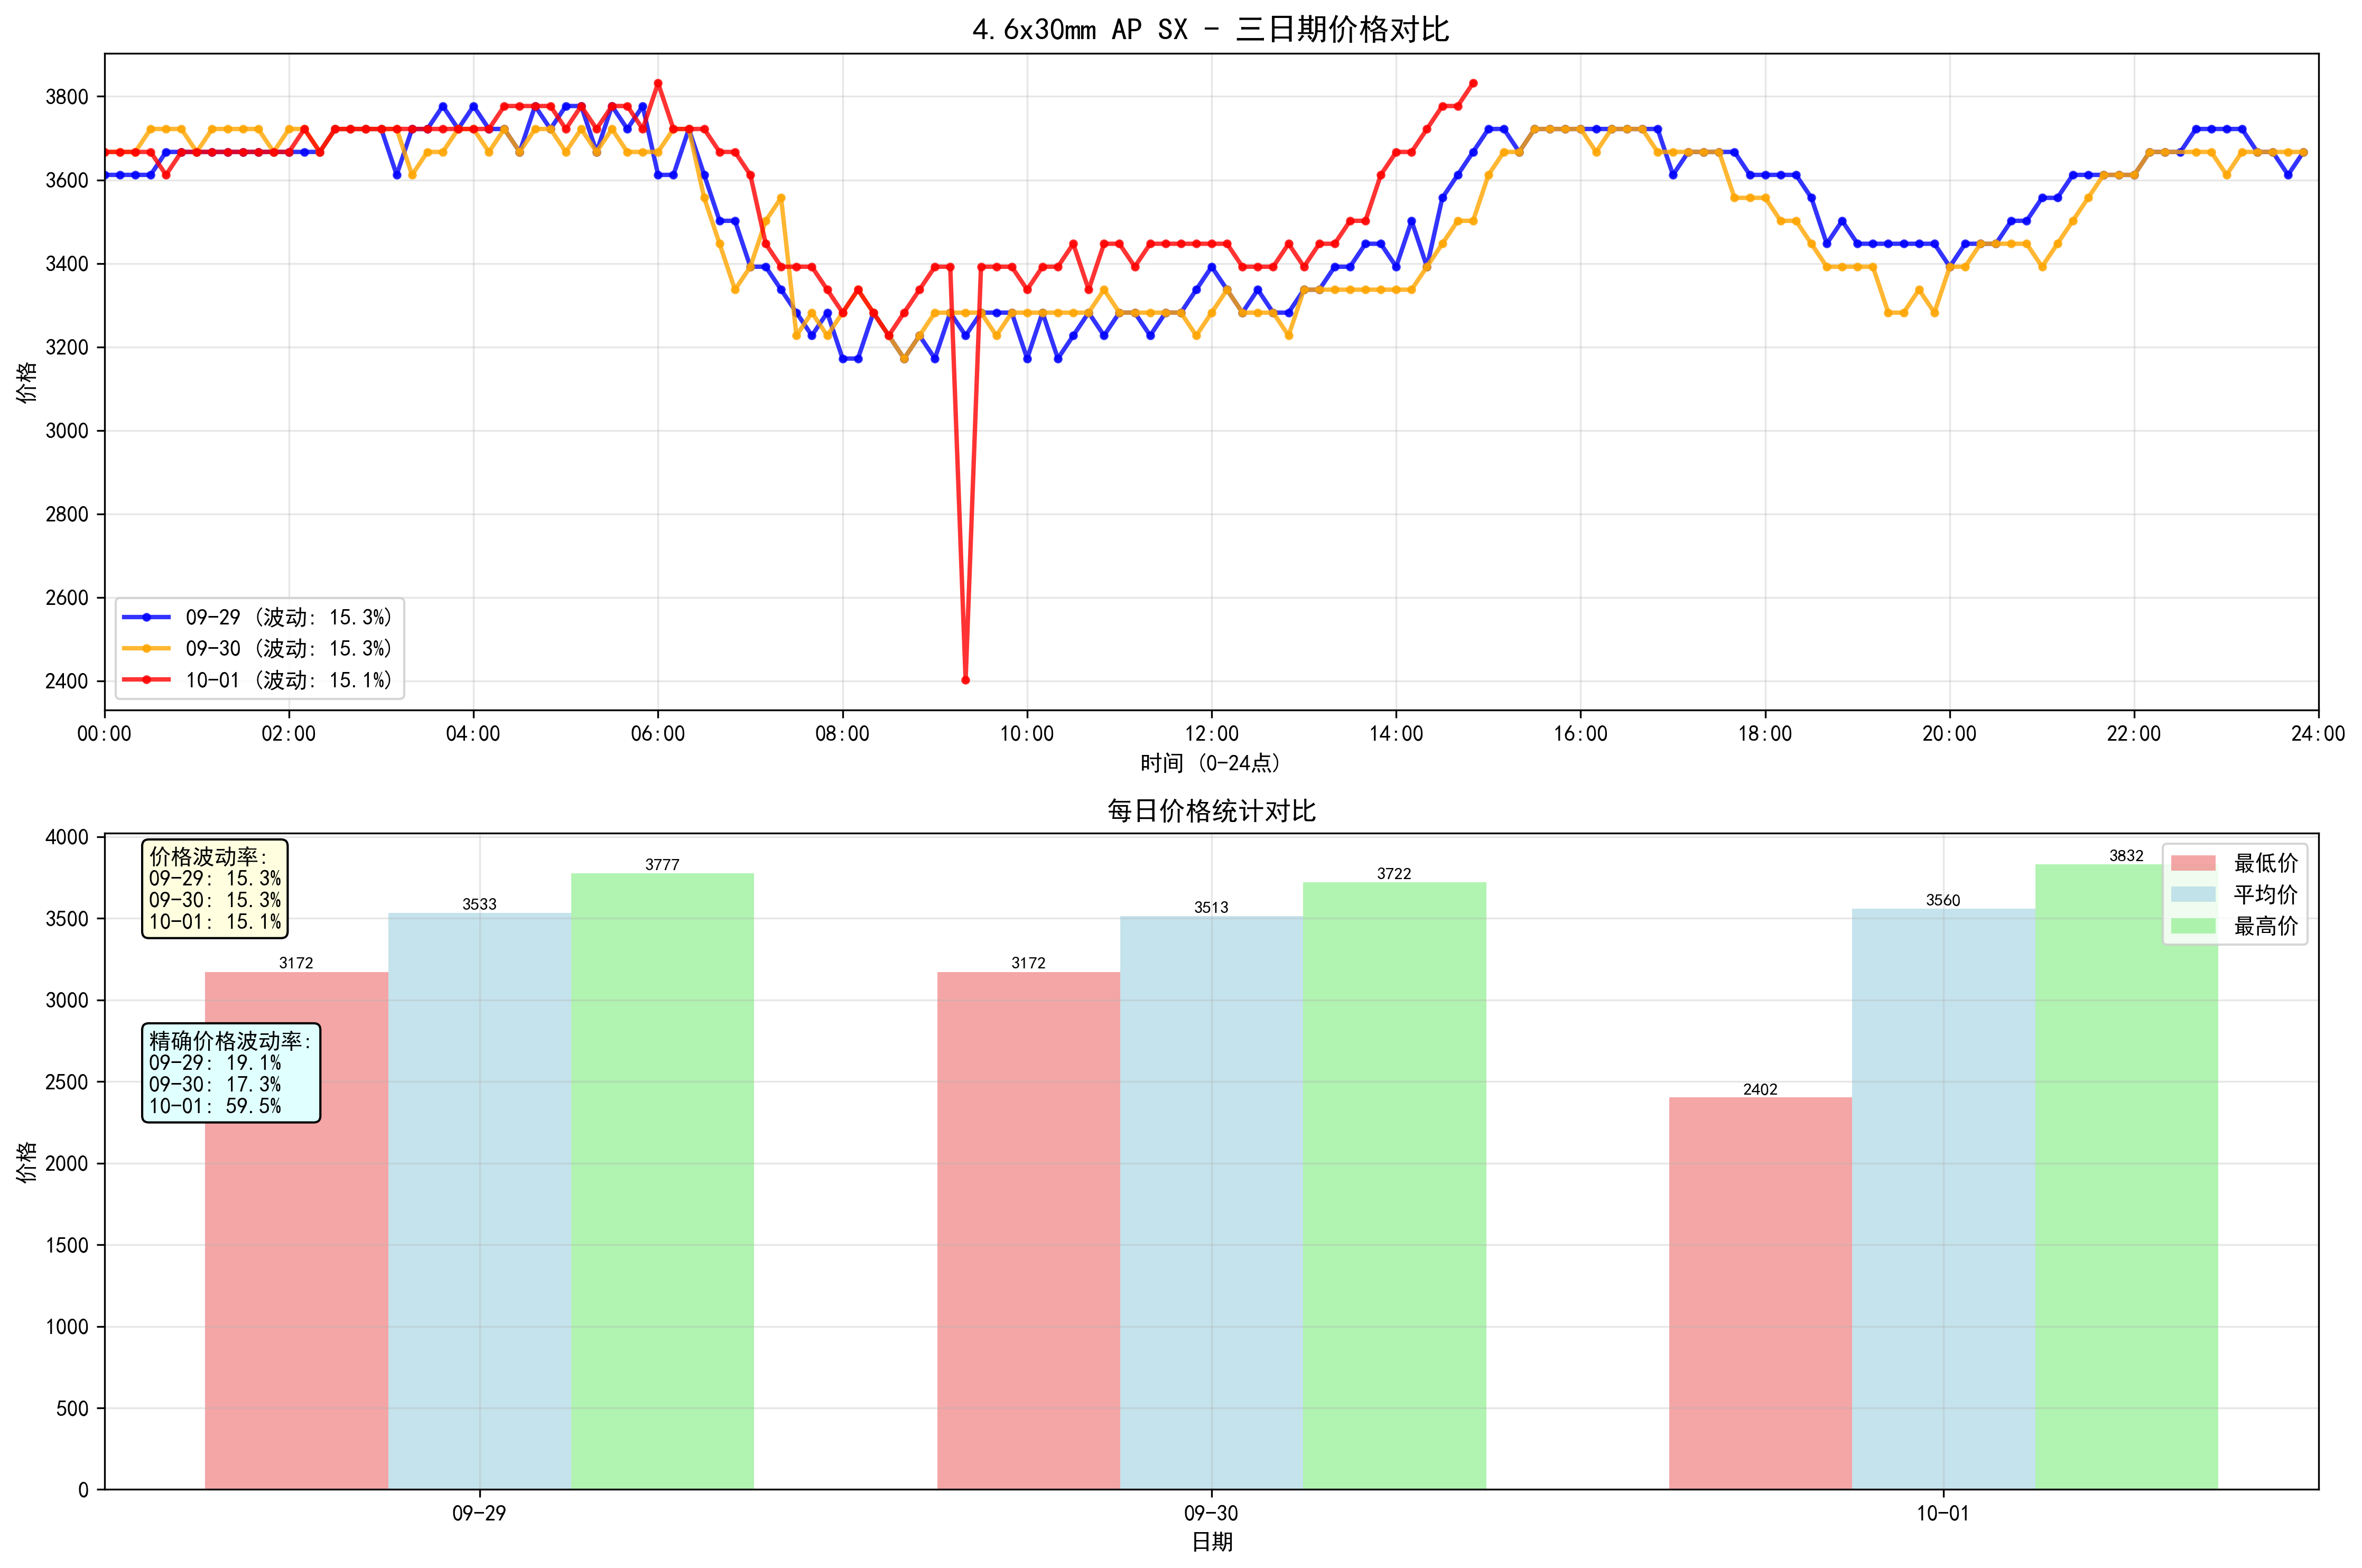 4.6x30mm AP SX - 三日期价格对比
价格
3800
3600
3400
3200
3000
2800
2600
2400
09-29 (波动: 15.3%)
09-30 (波动: 15.3%)
10-01 (波动: 15.1%)
00:00 02:00 04:00 06:00 08:00 10:00 12:00 14:00 16:00 18:00 20:00 22:00 24:00
时间 (0-24点)
每日价格统计对比
价格
4000
3500
3000
2500
2000
1500
1000
500
0
价格波动率:
09-29: 15.3%
09-30: 15.3%
10-01: 15.1%
精确价格波动率:
09-29: 19.1%
09-30: 17.3%
10-01: 59.5%
3172 3533 3777 3172 3513 3722 2402 3560 3832
最低价
平均价
最高价
09-29 09-30 10-01
日期